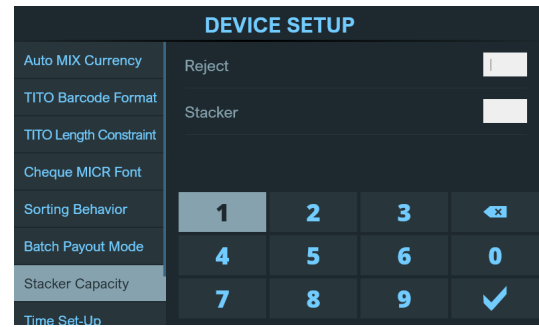 DEVICE SETUP
Auto MIX Currency
TITO Barcode Format
TITO Length Constraint
Cheque MICR Font
Sorting Behavior
Batch Payout Mode
Stacker Capacity
Time Set-Up
Reject
Stacker
1 2 3
4 5 6 0
7 8 9